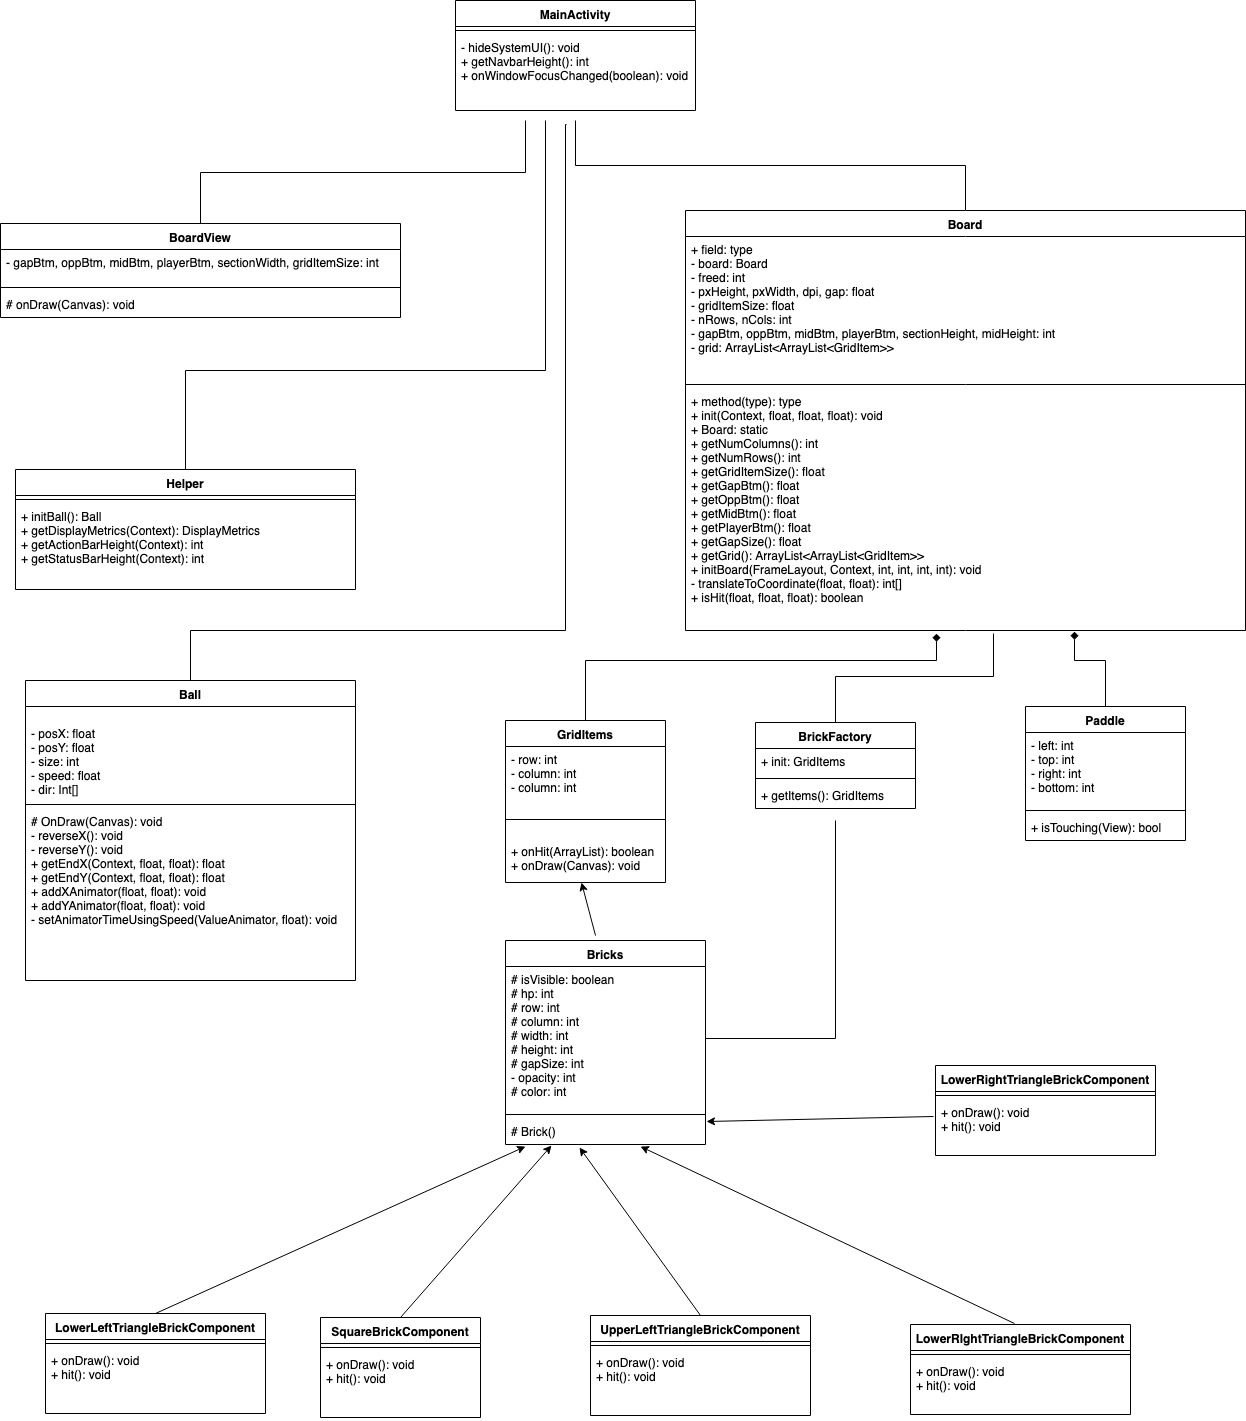 MainActivity
- hideSystemUI(): void
+ getNavbarHeight(): int
+ onWindowFocusChanged(boolean): void
BoardView
- gapBtm, oppBtm, midBtm, playerBtm, sectionWidth, gridItemSize: int
# onDraw(Canvas): void
Board
+ field: type
- board: Board
- freed: int
- pxHeight, pxWidth, dpi, gap: float
- gridItemSize: float
- nRows, nCols: int
- gapBtm, oppBtm, midBtm, playerBtm, sectionHeight, midHeight: int
- grid: ArrayList<ArrayList<GridItem>>
+ method(type): type
+ init(Context, float, float, float): void
+ Board: static
+ getNumColumns(): int
+ getNumRows(): int
+ getGridItemSize(): float
+ getGapBtm(): float
+ getOppBtm(): float
+ getMidBtm(): float
+ getPlayerBtm(): float
+ getGapSize(): float
+ getGrid(): ArrayList<ArrayList<GridItem>>
+ initBoard(FrameLayout, Context, int, int, int, int): void
- translateToCoordinate(float, float): int[]
+ isHit(float, float, float): boolean
Helper
+ initBall(): Ball
+ getDisplayMetrics(Context): DisplayMetrics
+ getActionBarHeight(Context): int
+ getStatusBarHeight(Context): int
Ball
- posX: float
- posY: float
- size: int
- speed: float
- dir: Int[]
# OnDraw(Canvas): void
- reverseX(): void
- reverseY(): void
+ getEndX(Context, float, float): float
+ getEndY(Context, float, float): float
+ addXAnimator(float, float): void
+ addYAnimator(float, float): void
- setAnimatorTimeUsingSpeed(ValueAnimator, float): void
GridItems
- row: int
- column: int
- column: int
+ onHit(ArrayList): boolean
+ onDraw(Canvas): void
BrickFactory
+ init: GridItems
+ getItems(): GridItems
Paddle
- left: int
- top: int
- right: int
- bottom: int
+ isTouching(View): bool
Bricks
# isVisible: boolean
# hp: int
# row: int
# column: int
# width: int
# height: int
# gapSize: int
- opacity: int
# color: int
# Brick()
LowerRightTriangleBrickComponent
+ onDraw(): void
+ hit(): void
LowerLeftTriangleBrickComponent
+ onDraw(): void
+ hit(): void
SquareBrickComponent
+ onDraw(): void
+ hit(): void
UpperLeftTriangleBrickComponent
+ onDraw(): void
+ hit(): void
LowerRIghtTriangleBrickComponent
+ onDraw(): void
+ hit(): void